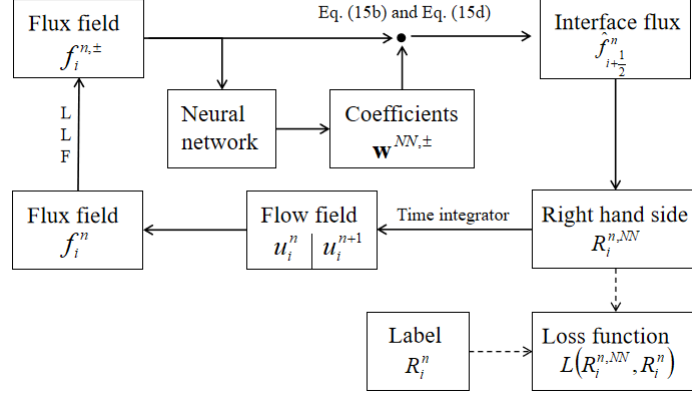 Eq. (15b) and Eq. (15d)
Flux field
f_i^{n,±}
Interface flux
\hat{f}_{i+\frac{1}{2}}^n
L
L
F
Neural
network
Coefficients
w^{NN,±}
Flux field
f_i^n
Flow field
u_i^n | u_i^{n+1}
Time integrator
Right hand side
R_i^{n,NN}
Label
R_i^n
Loss function
L(R_i^{n,NN}, R_i^n)